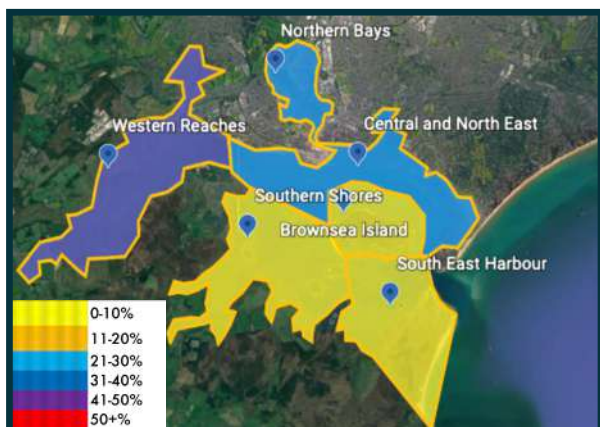 Northern Bays
Western Reaches
Central and North East
Southern Shores
Brownsea Island
South East Harbour
0-10%
11-20%
21-30%
31-40%
41-50%
50+%